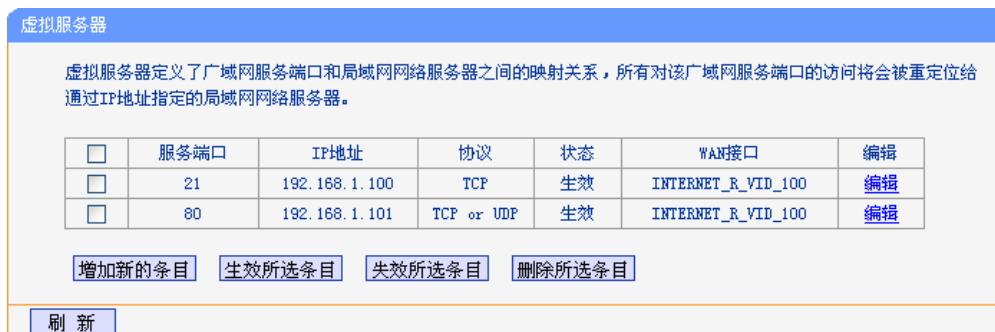 虚拟服务器
虚拟服务器定义了广域网服务端口和局域网网络服务器之间的映射关系，所有对该广域网服务端口的访问将会被重定位给
通过IP地址指定的局域网网络服务器。
服务端口 IP地址 协议 状态 WAN接口 编辑
21 192.168.1.100 TCP 生效 INTERNET_R_VID_100 编辑
80 192.168.1.101 TCP or UDP 生效 INTERNET_R_VID_100 编辑
增加新的条目 生效所选条目 失效所选条目 删除所选条目
刷 新